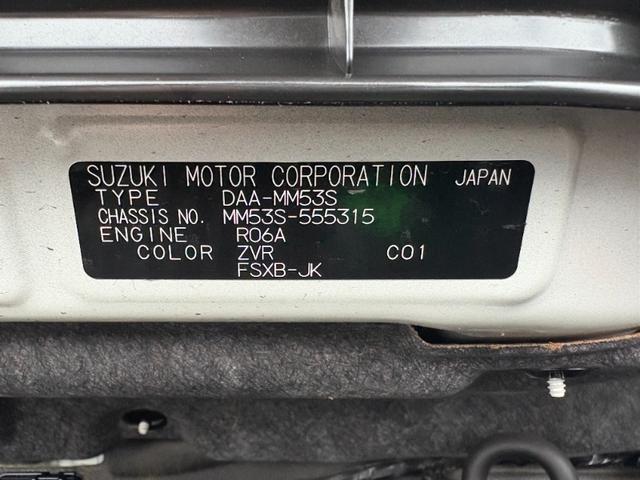 SUZUKI MOTOR CORPORATION JAPAN
TYPE DAA-MM53S
CHASSIS NO. MM53S-555315
ENGINE R06A
COLOR ZVR C01
FSXB-JK